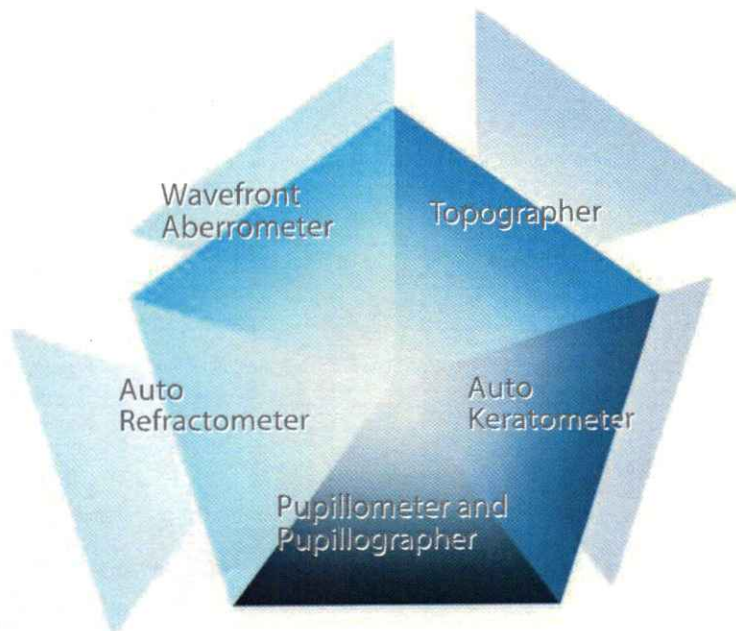 Wavefront
Aberrometer
Topographer
Auto
Refractometer
Auto
Keratometer
Pupillometer and
Pupillographer